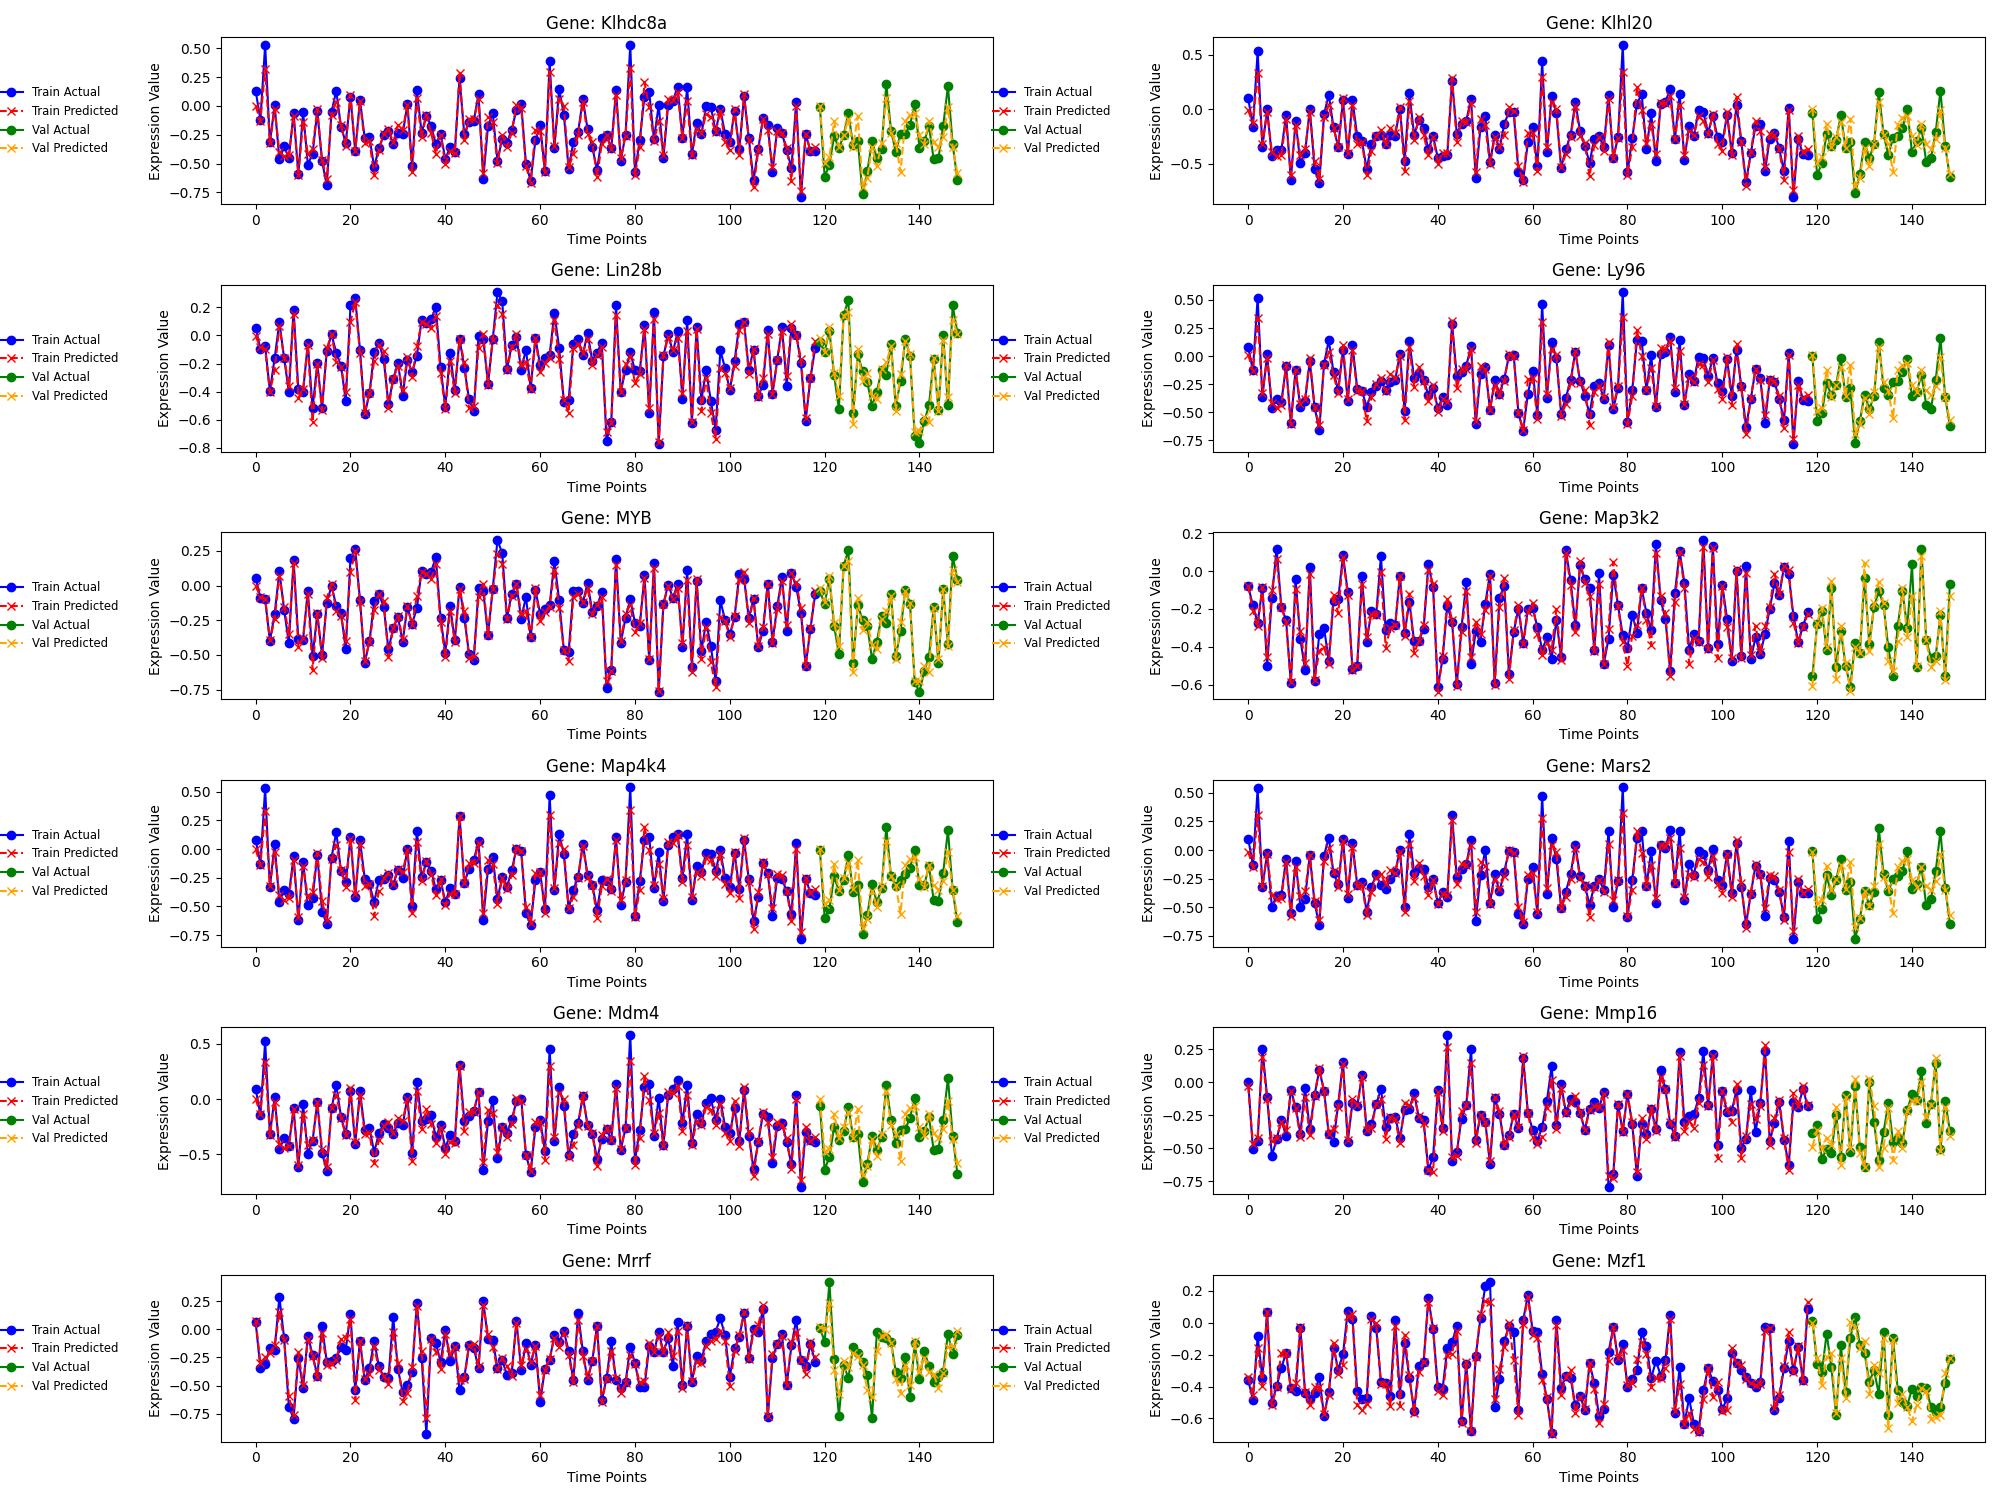 Gene: Klhdc8a
Expression Value
0.50
0.25
0.00
−0.25
−0.50
−0.75
0 20 40 60 80 100 120 140
Time Points
Train Actual
Train Predicted
Val Actual
Val Predicted
Gene: Klhl20
Expression Value
0.5
0.0
−0.5
0 20 40 60 80 100 120 140
Time Points
Train Actual
Train Predicted
Val Actual
Val Predicted
Gene: Lin28b
Expression Value
0.2
0.0
−0.2
−0.4
−0.6
−0.8
0 20 40 60 80 100 120 140
Time Points
Train Actual
Train Predicted
Val Actual
Val Predicted
Gene: Ly96
Expression Value
0.50
0.25
0.00
−0.25
−0.50
−0.75
0 20 40 60 80 100 120 140
Time Points
Train Actual
Train Predicted
Val Actual
Val Predicted
Gene: MYB
Expression Value
0.25
0.00
−0.25
−0.50
−0.75
0 20 40 60 80 100 120 140
Time Points
Train Actual
Train Predicted
Val Actual
Val Predicted
Gene: Map3k2
Expression Value
0.2
0.0
−0.2
−0.4
−0.6
0 20 40 60 80 100 120 140
Time Points
Train Actual
Train Predicted
Val Actual
Val Predicted
Gene: Map4k4
Expression Value
0.50
0.25
0.00
−0.25
−0.50
−0.75
0 20 40 60 80 100 120 140
Time Points
Train Actual
Train Predicted
Val Actual
Val Predicted
Gene: Mars2
Expression Value
0.50
0.25
0.00
−0.25
−0.50
−0.75
0 20 40 60 80 100 120 140
Time Points
Train Actual
Train Predicted
Val Actual
Val Predicted
Gene: Mdm4
Expression Value
0.5
0.0
−0.5
0 20 40 60 80 100 120 140
Time Points
Train Actual
Train Predicted
Val Actual
Val Predicted
Gene: Mmp16
Expression Value
0.25
0.00
−0.25
−0.50
−0.75
0 20 40 60 80 100 120 140
Time Points
Train Actual
Train Predicted
Val Actual
Val Predicted
Gene: Mrrf
Expression Value
0.25
0.00
−0.25
−0.50
−0.75
0 20 40 60 80 100 120 140
Time Points
Train Actual
Train Predicted
Val Actual
Val Predicted
Gene: Mzf1
Expression Value
0.2
0.0
−0.2
−0.4
−0.6
0 20 40 60 80 100 120 140
Time Points